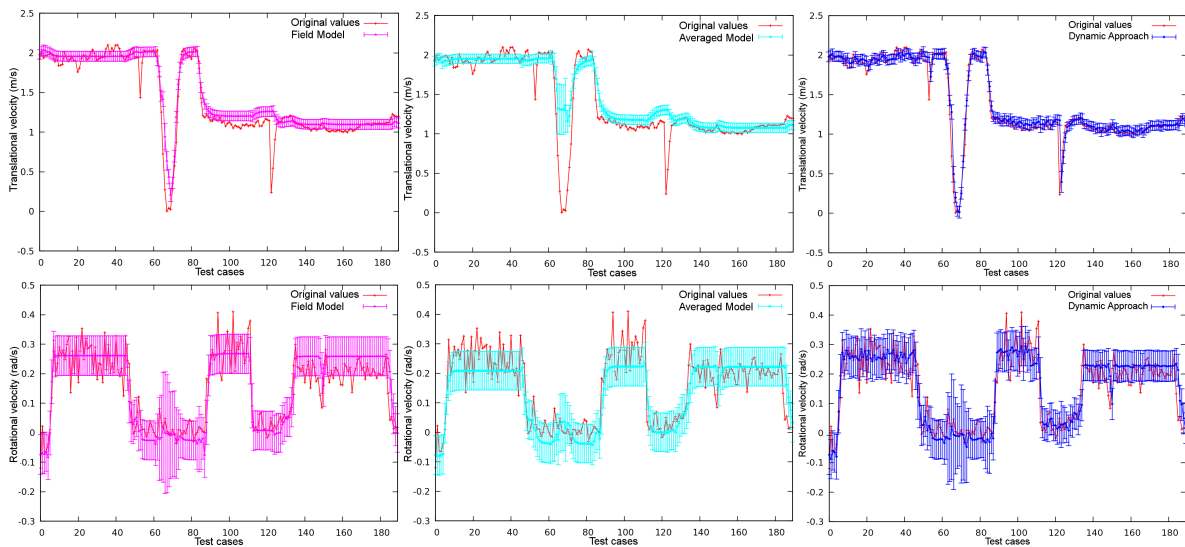 2.5
2
1.5
1
0.5
0
-0.5
0 20 40 60 80 100 120 140 160 180
Translational velocity (m/s)
Test cases
Original values
Field Model
2.5
2
1.5
1
0.5
0
-0.5
0 20 40 60 80 100 120 140 160 180
Translational velocity (m/s)
Test cases
Original values
Averaged Model
2.5
2
1.5
1
0.5
0
-0.5
0 20 40 60 80 100 120 140 160 180
Translational velocity (m/s)
Test cases
Original values
Dynamic Approach
0.5
0.4
0.3
0.2
0.1
0
-0.1
-0.2
-0.3
0 20 40 60 80 100 120 140 160 180
Rotational velocity (rad/s)
Test cases
Original values
Field Model
0.5
0.4
0.3
0.2
0.1
0
-0.1
-0.2
-0.3
0 20 40 60 80 100 120 140 160 180
Rotational velocity (rad/s)
Test cases
Original values
Averaged Model
0.5
0.4
0.3
0.2
0.1
0
-0.1
-0.2
-0.3
0 20 40 60 80 100 120 140 160 180
Rotational velocity (rad/s)
Test cases
Original values
Dynamic Approach